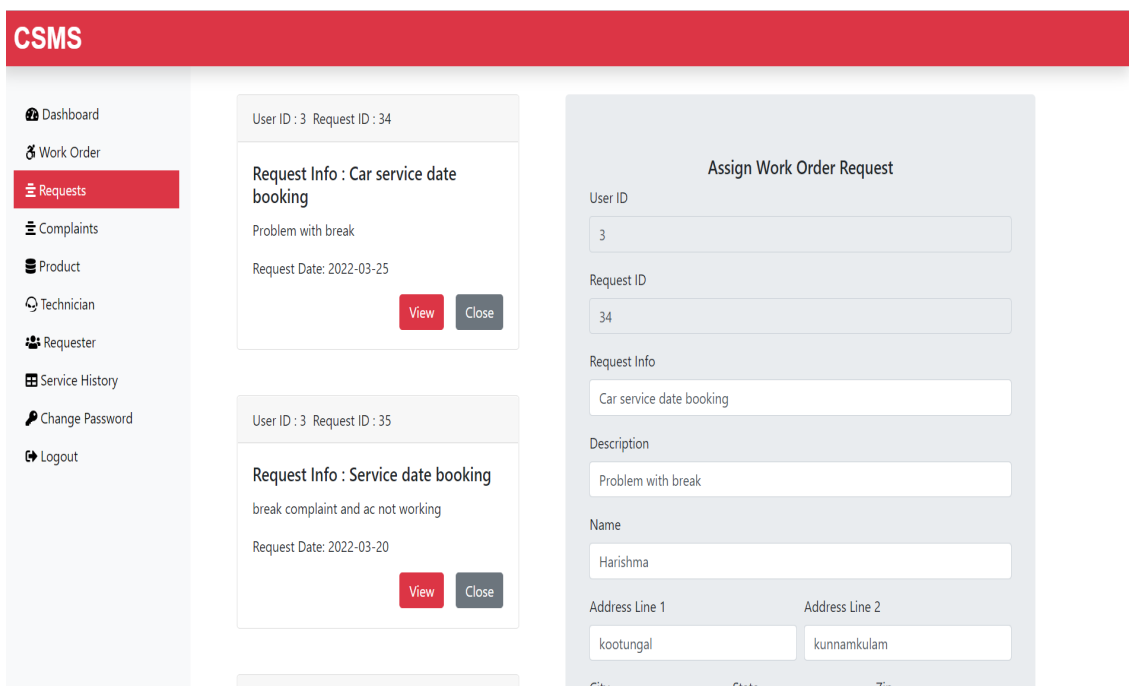 CSMS
Dashboard
Work Order
Requests
Complaints
Product
Technician
Requester
Service History
Change Password
Logout
User ID : 3 Request ID : 34
Request Info : Car service date
booking
Problem with break
Request Date: 2022-03-25
View Close
User ID : 3 Request ID : 35
Request Info : Service date booking
break complaint and ac not working
Request Date: 2022-03-20
View Close
Assign Work Order Request
User ID
3
Request ID
34
Request Info
Car service date booking
Description
Problem with break
Name
Harishma
Address Line 1 Address Line 2
kootungal kunnamkulam
City State Zip